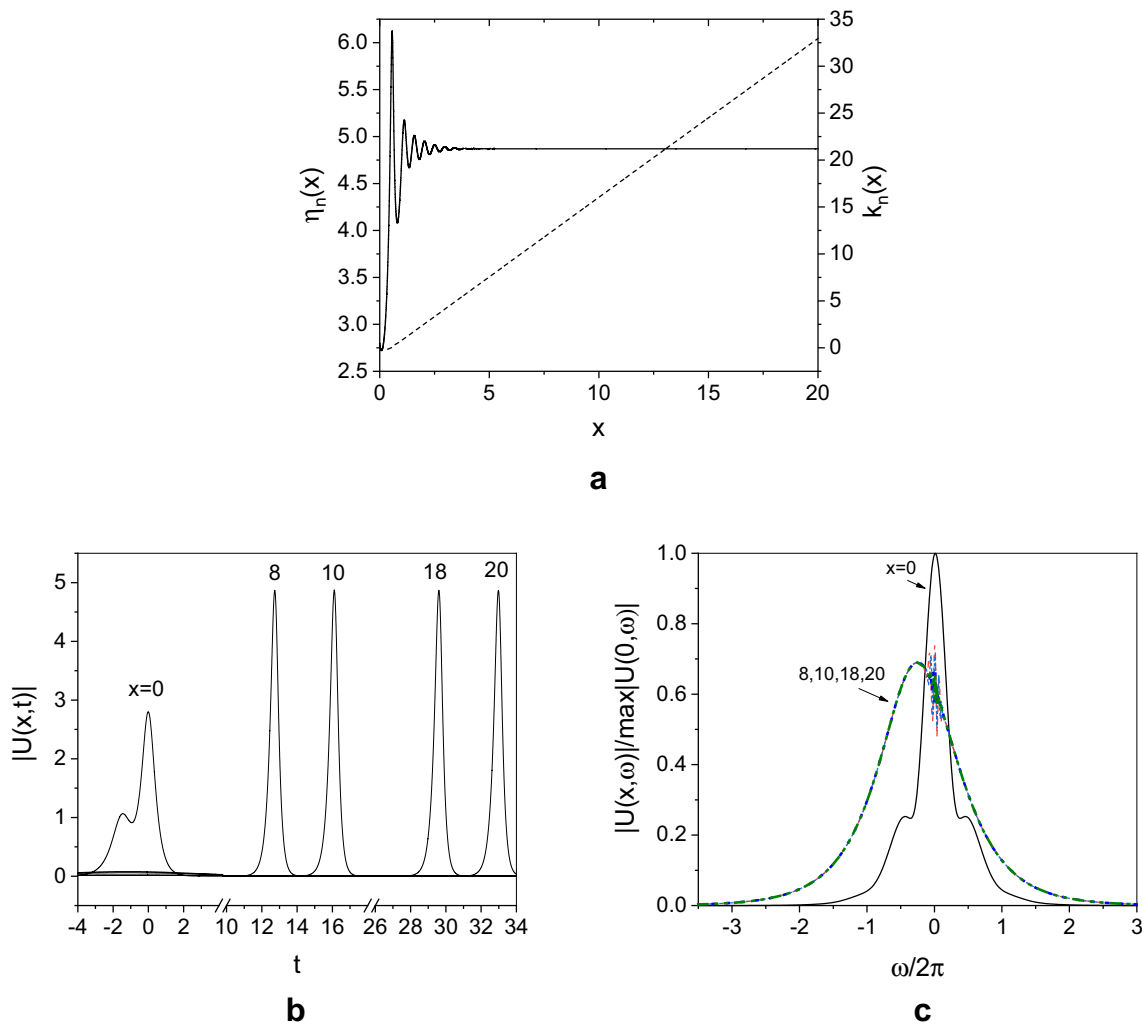 6.0
5.5
5.0
4.5
4.0
3.5
3.0
2.5
35
30
25
20
15
10
5
0
0 5 10 15 20
ηn(x)
kn(x)
x
a
5
4
3
2
1
0
|U(x,t)|
x=0
8 10 18 20
-4 -2 0 2 10 12 14 16 26 28 30 32 34
t
b
1.0
0.8
0.6
0.4
0.2
0.0
|U(x,ω)|/max|U(0,ω)|
x=0
8,10,18,20
-3 -2 -1 0 1 2 3
ω/2π
c